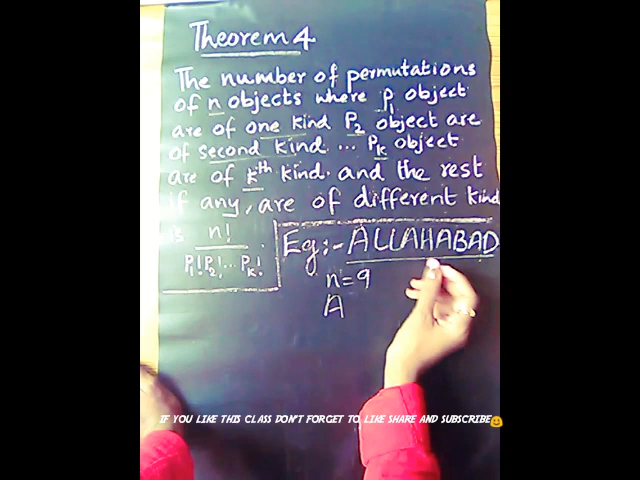 Theorem 4
The number of permutations
of n objects where P1 object
are of one kind P2 object are
of second kind ... Pk object
are of kth kind. and the rest
if any, are of different kind
is n! / P1! P2! ... Pk!
Eg:- ALLAHABAD
n=9
A
IF YOU LIKE THIS CLASS DON'T FORGET TO LIKE SHARE AND SUBSCRIBE😊